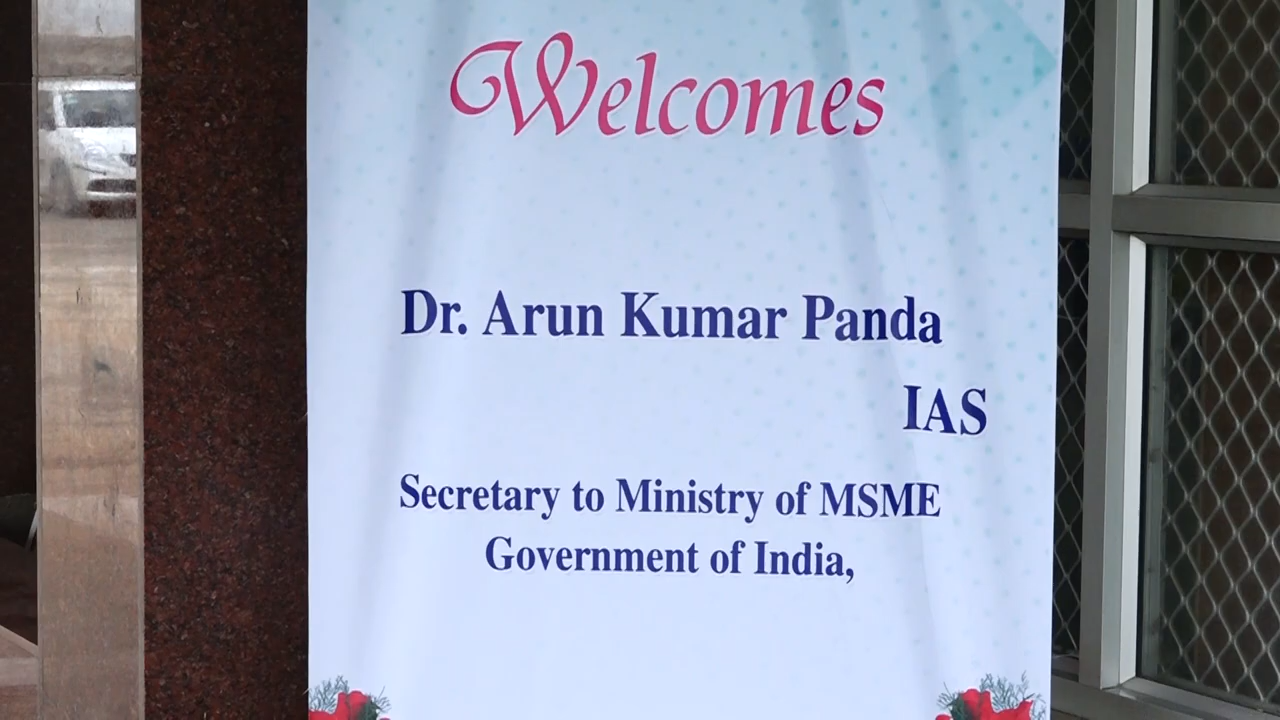 Welcomes
Dr. Arun Kumar Panda
IAS
Secretary to Ministry of MSME
Government of India,